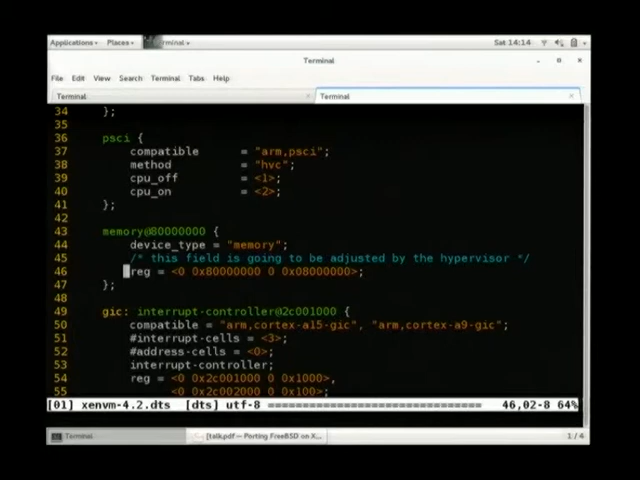 Applications Places Terminal Sat 14:14
Terminal
File Edit View Search Terminal Tabs Help
Terminal Terminal
34 };
35
36 psci {
37 compatible = "arm,psci";
38 method = "hvc";
39 cpu_off = <1>;
40 cpu_on = <2>;
41 };
42
43 memory@80000000 {
44 device_type = "memory";
45 /* this field is going to be adjusted by the hypervisor */
46 reg = <0 0x80000000 0 0x08000000>;
47 };
48
49 gic: interrupt-controller@2c001000 {
50 compatible = "arm,cortex-a15-gic", "arm,cortex-a9-gic";
51 #interrupt-cells = <3>;
52 #address-cells = <0>;
53 interrupt-controller;
54 reg = <0 0x2c001000 0 0x1000>,
55 <0 0x2c002000 0 0x100>;
[01] xenvm-4.2.dts [dts] utf-8 ================================ 46,02-8 64%
Terminal [talk.pdf — Porting FreeBSD on X... 1 / 4